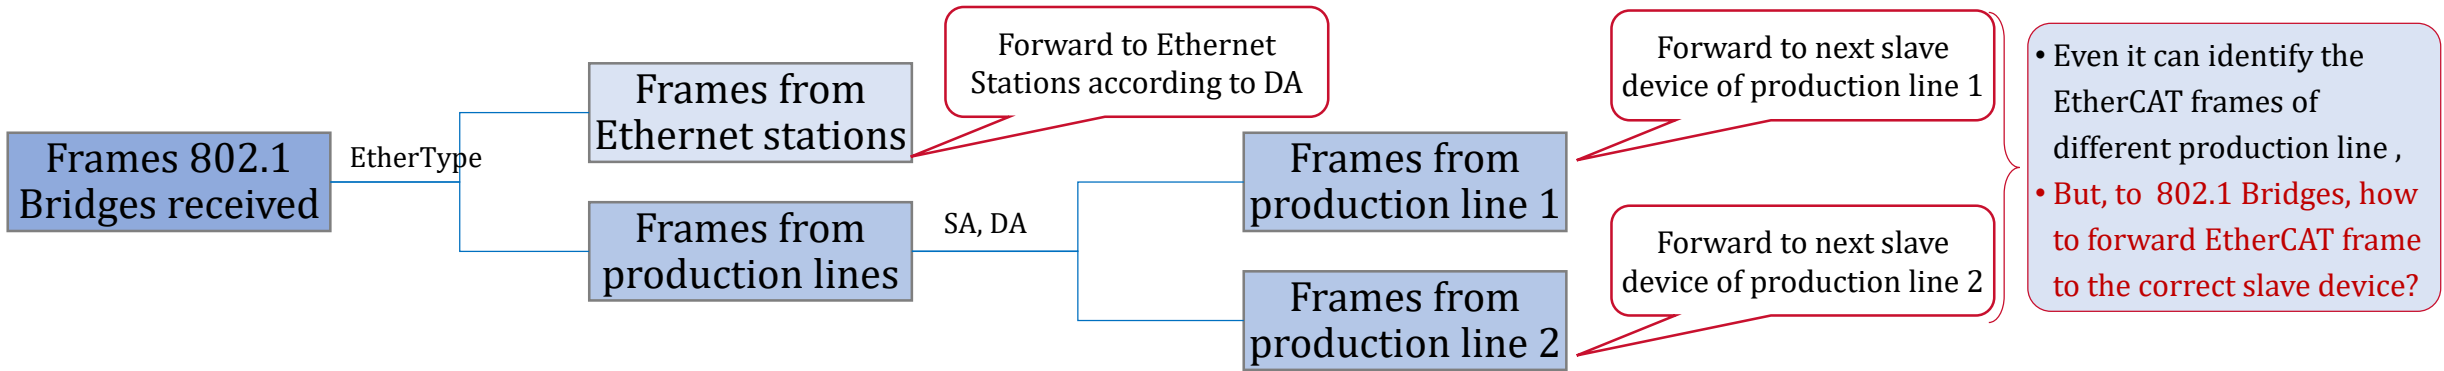 Frames 802.1
Bridges received
EtherType
Frames from
Ethernet stations
Forward to Ethernet
Stations according to DA
Frames from
production lines
SA, DA
Frames from
production line 1
Forward to next slave
device of production line 1
Frames from
production line 2
Forward to next slave
device of production line 2
• Even it can identify the
EtherCAT frames of
different production line ,
• But, to 802.1 Bridges, how
to forward EtherCAT frame
to the correct slave device?